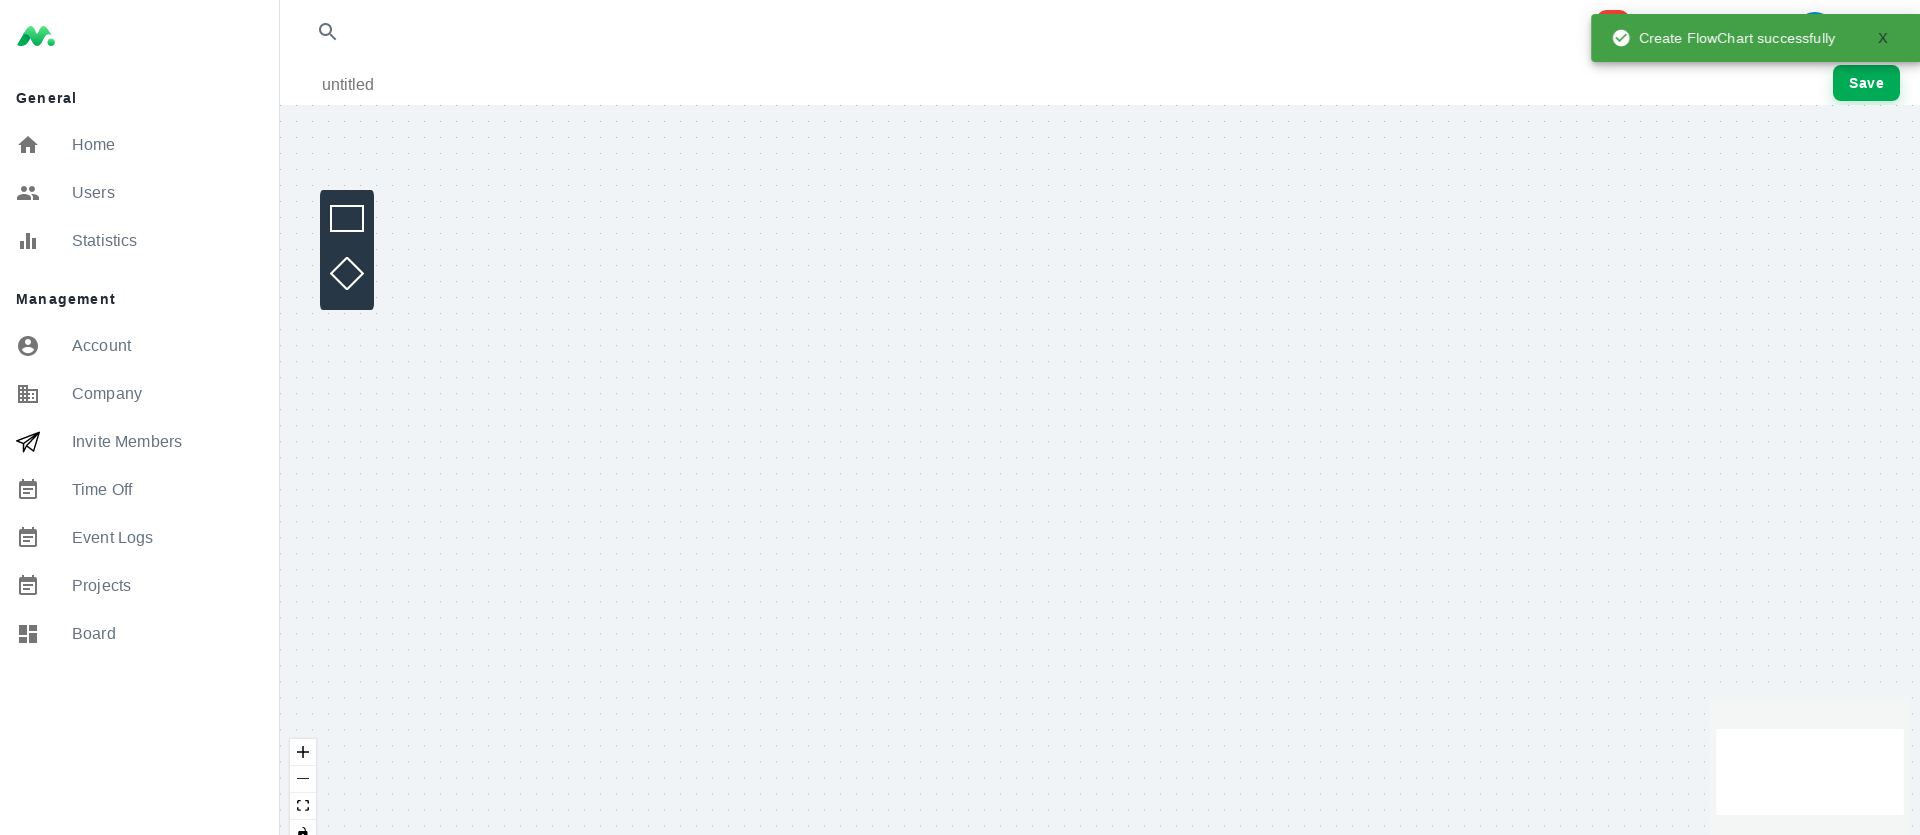 General
Home
Users
Statistics
Management
Account
Company
Invite Members
Time Off
Event Logs
Projects
Board
Create FlowChart successfully
X
untitled
Save